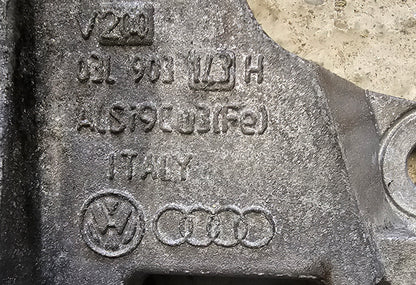 V200
03L 903 143 H
AlSi9Cu3(Fe)
ITALY